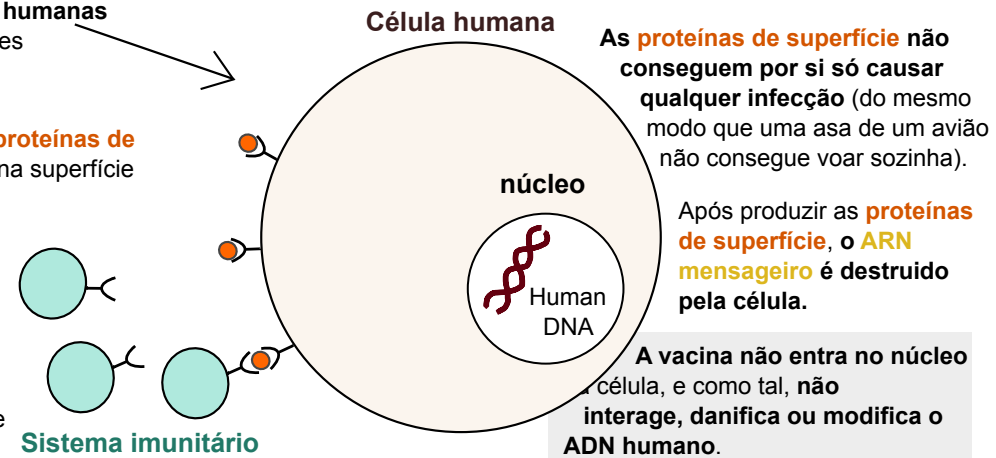 humanas
es
proteínas de
na superfície
e
Sistema imunitário
Célula humana
núcleo
Human
DNA
As proteínas de superfície não
conseguem por si só causar
qualquer infecção (do mesmo
modo que uma asa de um avião
não consegue voar sozinha).
Após produzir as proteínas
de superfície, o ARN
mensageiro é destruido
pela célula.
A vacina não entra no núcleo
célula, e como tal, não
interage, danifica ou modifica o
ADN humano.